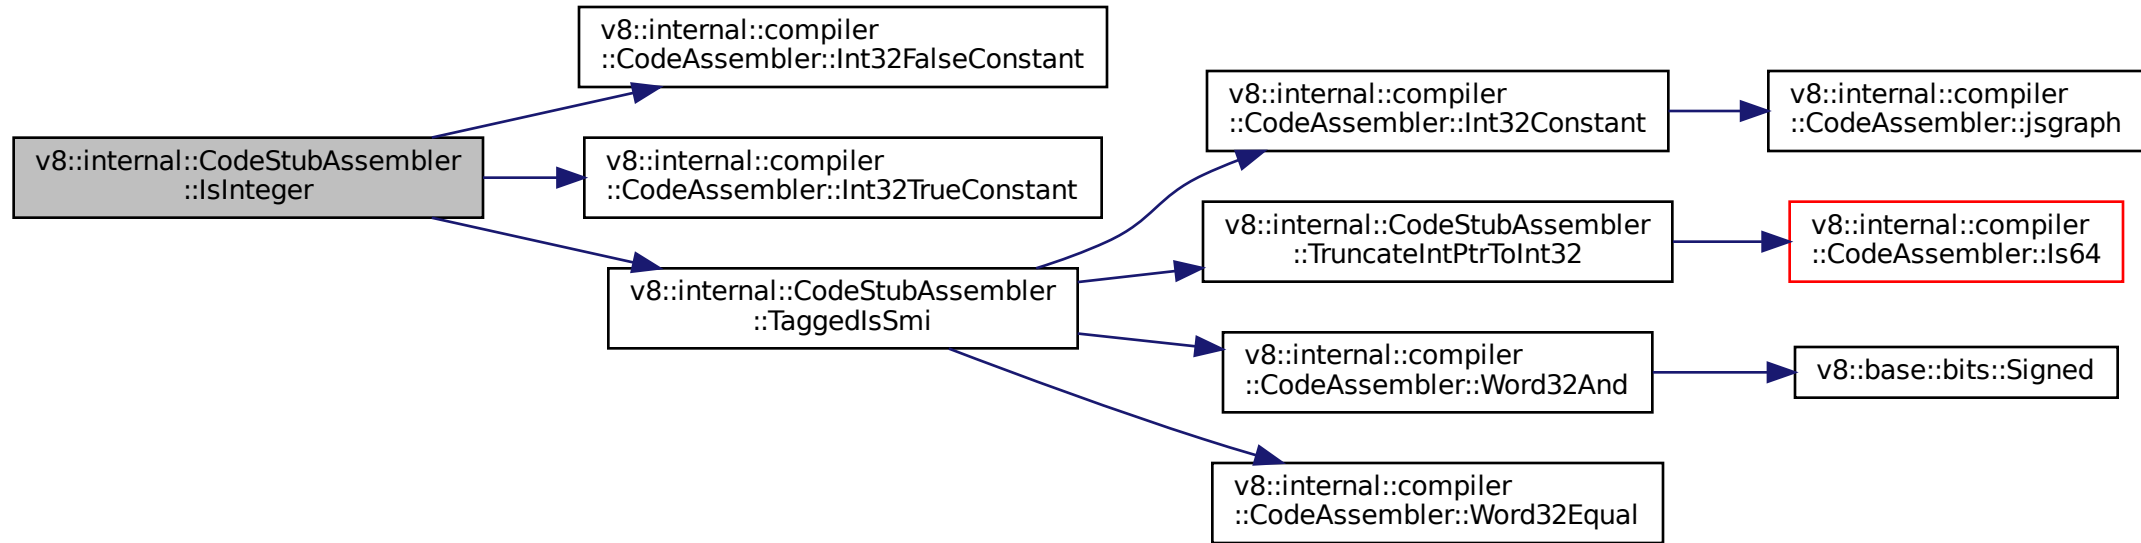 v8::internal::CodeStubAssembler
::IsInteger
v8::internal::compiler
::CodeAssembler::Int32FalseConstant
v8::internal::compiler
::CodeAssembler::Int32TrueConstant
v8::internal::CodeStubAssembler
::TaggedIsSmi
v8::internal::compiler
::CodeAssembler::Int32Constant
v8::internal::compiler
::CodeAssembler::jsgraph
v8::internal::CodeStubAssembler
::TruncateIntPtrToInt32
v8::internal::compiler
::CodeAssembler::Is64
v8::internal::compiler
::CodeAssembler::Word32And
v8::base::bits::Signed
v8::internal::compiler
::CodeAssembler::Word32Equal